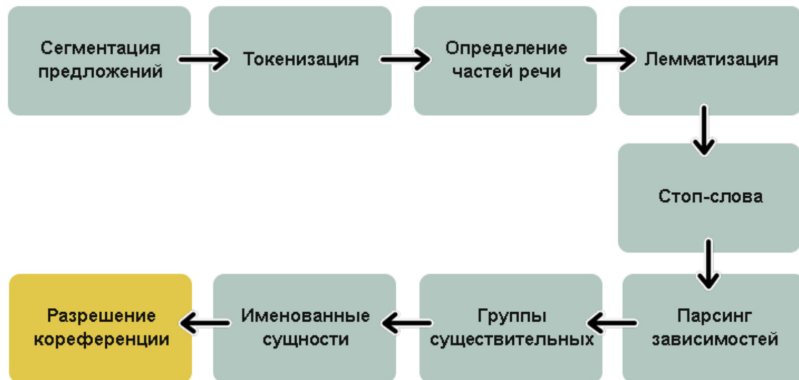 Сегментация
предложений
Токенизация
Определение
частей речи
Лемматизация
Стоп-слова
Парсинг
зависимостей
Группы
существительных
Именованные
сущности
Разрешение
кореференции